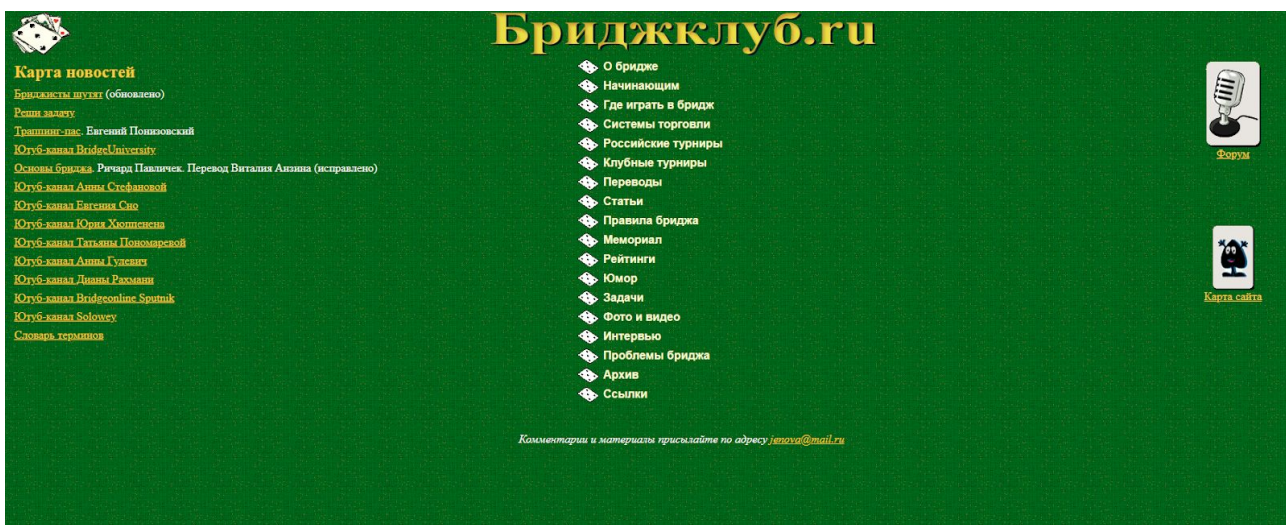 Бриджклуб.ru
Карта новостей
Бриджисты шутят (обновлено)
Реши задачу
Траппинг-пас. Евгений Понизовский
Ютуб-канал BridgeUniversity
Основы бриджа. Ричард Павличек. Перевод Виталия Анзина (исправлено)
Ютуб-канал Анны Стефановой
Ютуб-канал Евгения Сно
Ютуб-канал Юрия Хюппенена
Ютуб-канал Татьяны Пономаревой
Ютуб-канал Анны Гулевич
Ютуб-канал Дианы Рахмани
Ютуб-канал Bridgeonline Sputnik
Ютуб-канал Solowey
Словарь терминов
О бридже
Начинающим
Где играть в бридж
Системы торговли
Российские турниры
Клубные турниры
Переводы
Статьи
Правила бриджа
Мемориал
Рейтинги
Юмор
Задачи
Фото и видео
Интервью
Проблемы бриджа
Архив
Ссылки
Форум
Карта сайта
Комментарии и материалы присылайте по адресу jenova@mail.ru